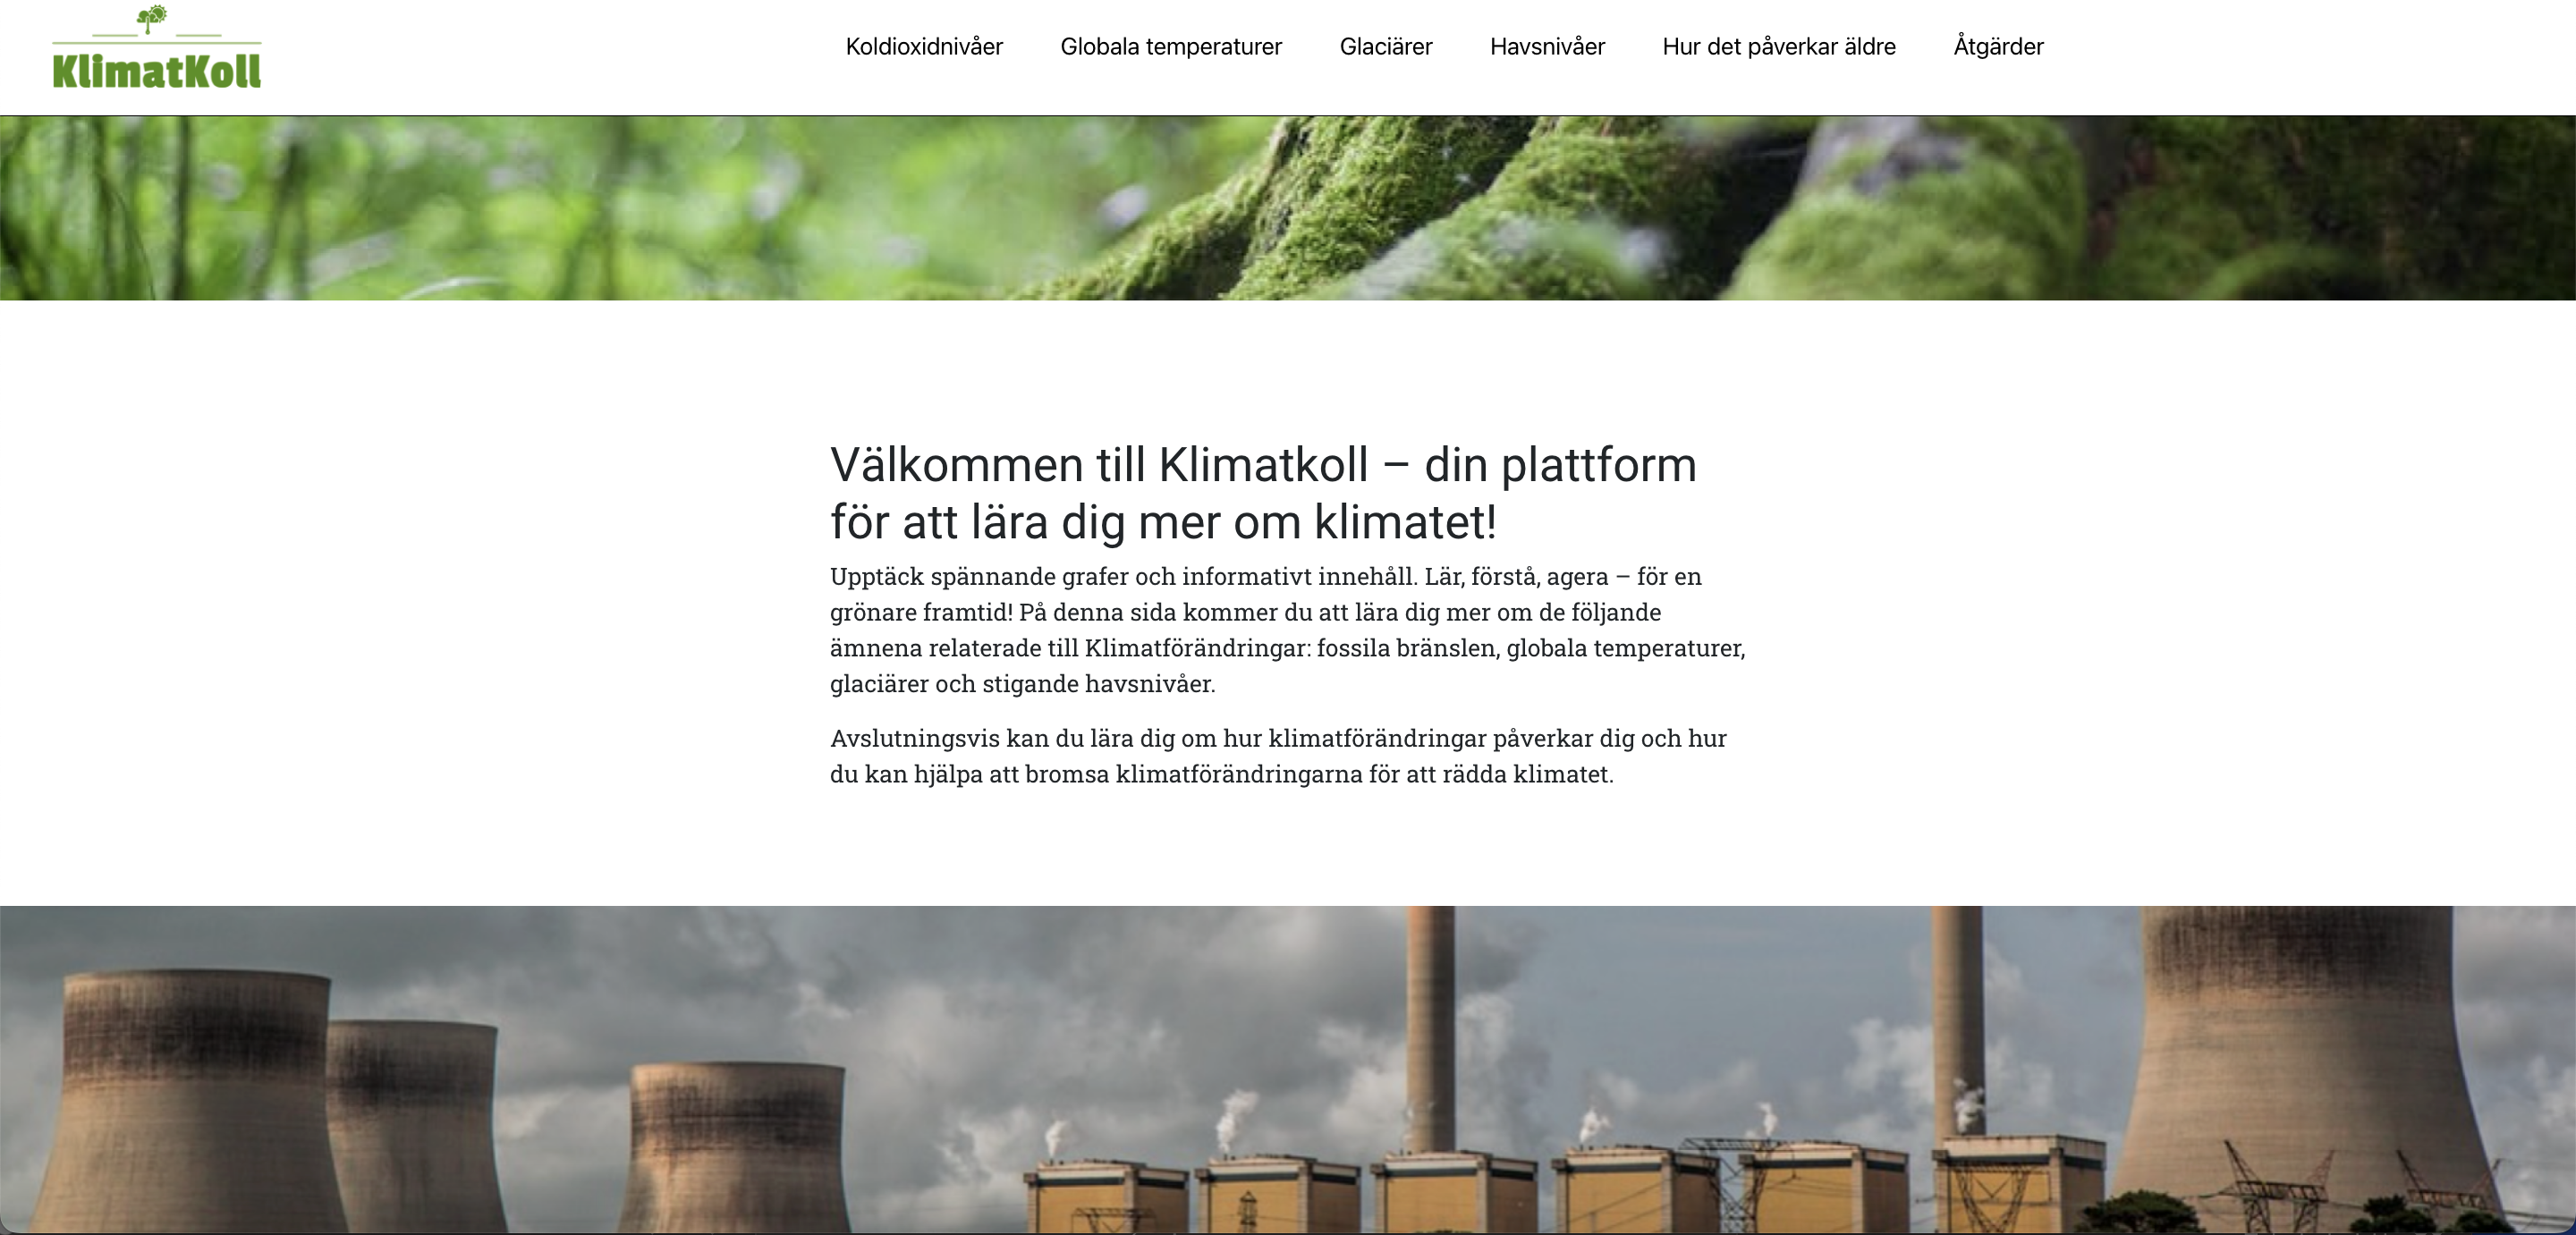 KlimatKoll
Koldioxidnivåer Globala temperaturer Glaciärer Havsnivåer Hur det påverkar äldre Åtgärder
Välkommen till Klimatkoll – din plattform
för att lära dig mer om klimatet!
Upptäck spännande grafer och informativt innehåll. Lär, förstå, agera – för en
grönare framtid! På denna sida kommer du att lära dig mer om de följande
ämnena relaterade till Klimatförändringar: fossila bränslen, globala temperaturer,
glaciärer och stigande havsnivåer.
Avslutningsvis kan du lära dig om hur klimatförändringar påverkar dig och hur
du kan hjälpa att bromsa klimatförändringarna för att rädda klimatet.